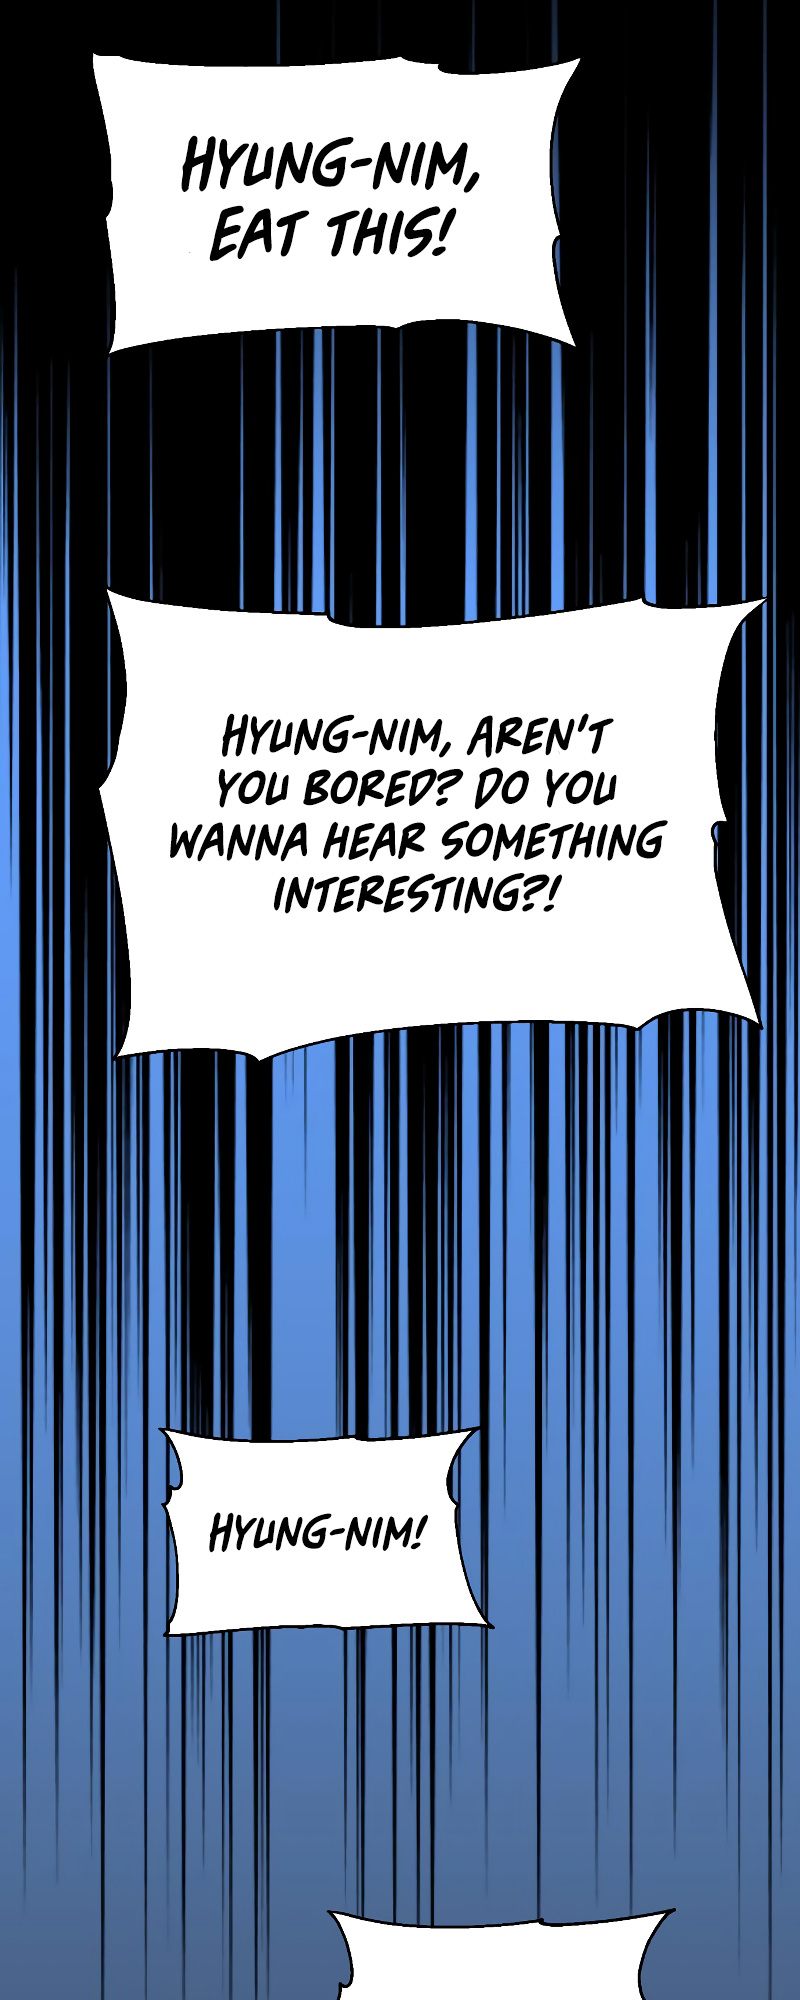 HYUNG-NIM,
EAT THIS!
HYUNG-NIM, AREN'T
YOU BORED? DO YOU
WANNA HEAR SOMETHING
INTERESTING?!
HYUNG-NIM!